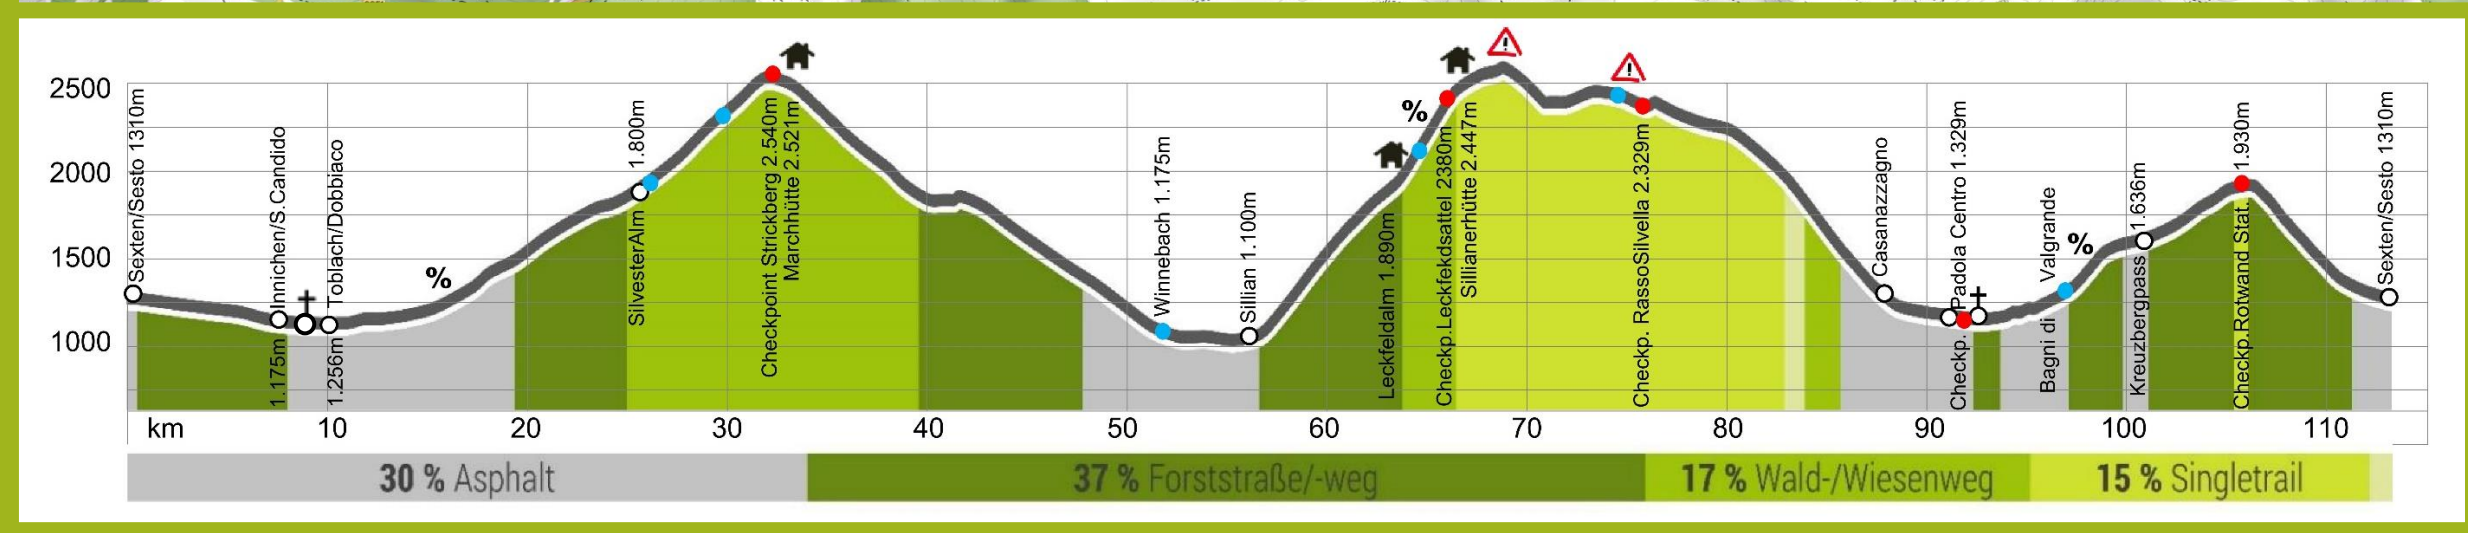 2500
2000
1500
1000
Sexten/Sesto 1310m
Innichen/S.Candido
1.175m
Toblach/Dobbiaco
1.256m
%
SilvesterAlm
1.800m
Checkpoint Strickberg 2.540m
Marchhütte 2.521m
Winnebach 1.175m
Sillian 1.100m
Leckfeldalm 1.890m
%
Checkp.Leckfekdsattel 2380m
Sillianerhütte 2.447m
Checkp. RassoSilvella 2.329m
Casanazzagno
Checkp. Padola Centro 1.329m
Bagni di Valgrande
%
Kreuzbergpass 1.636m
Checkp.Rotwand Stat. 1.930m
Sexten/Sesto 1310m
km 10 20 30 40 50 60 70 80 90 100 110
30 % Asphalt 37 % Forststraße/-weg 17 % Wald-/Wiesenweg 15 % Singletrail